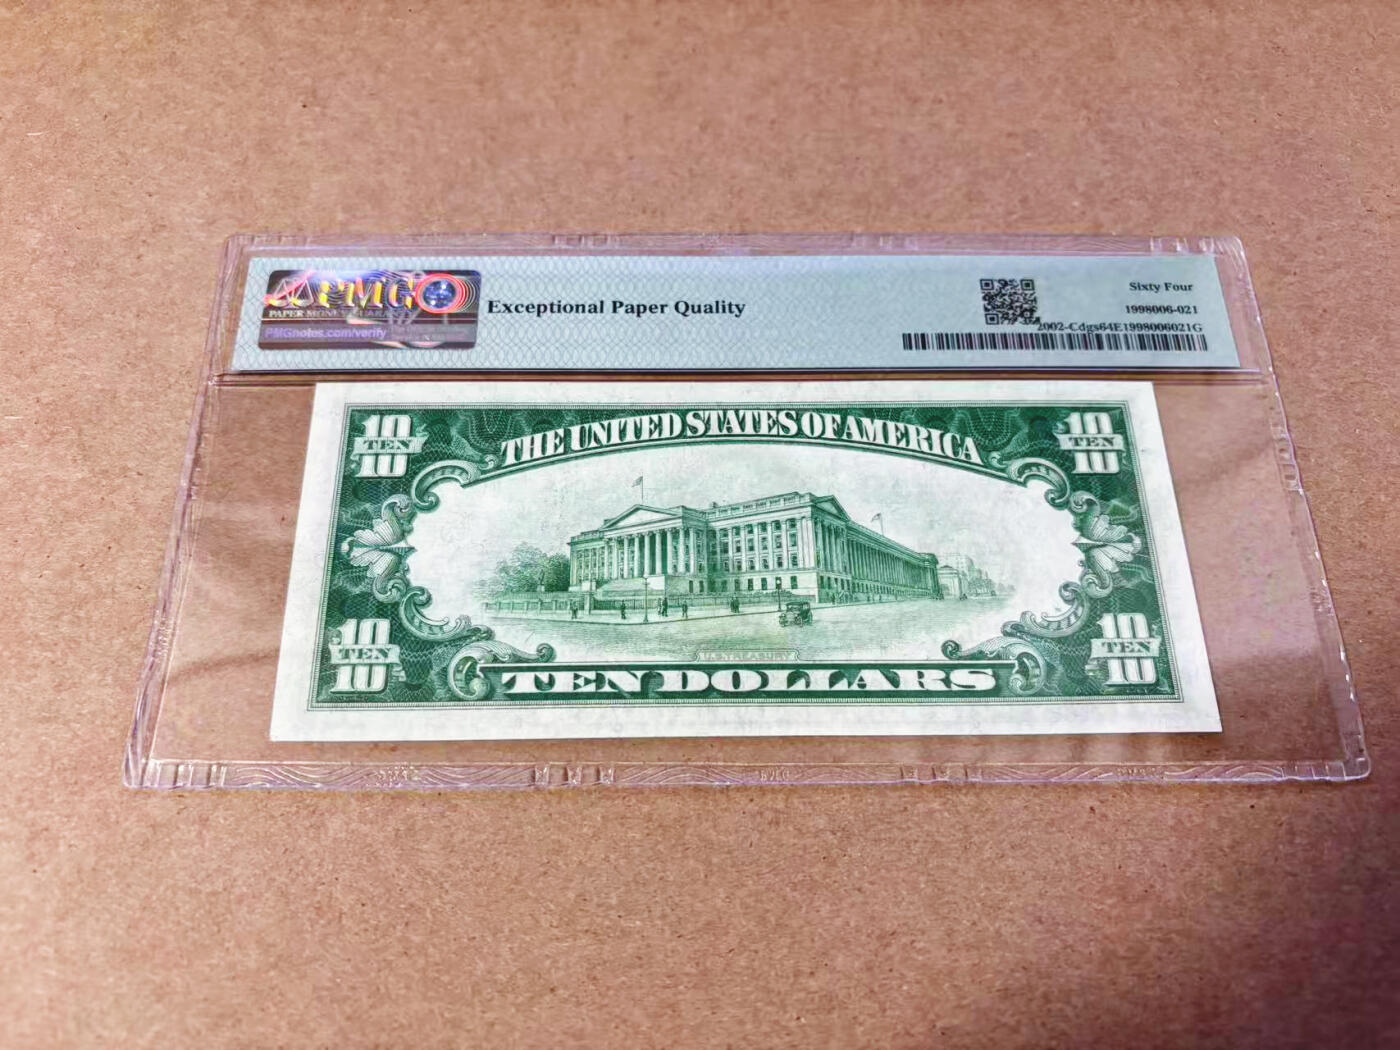 PMG
PAPER MONEY GUARANTY
PMGnotes.com/verify
Exceptional Paper Quality
Sixty Four
1998006-021
2002-Cdgs64E1998006021G
10
TEN
10
THE UNITED STATES OF AMERICA
10
TEN
10
10
TEN
10
U.S. TREASURY
TEN DOLLARS
10
TEN
10